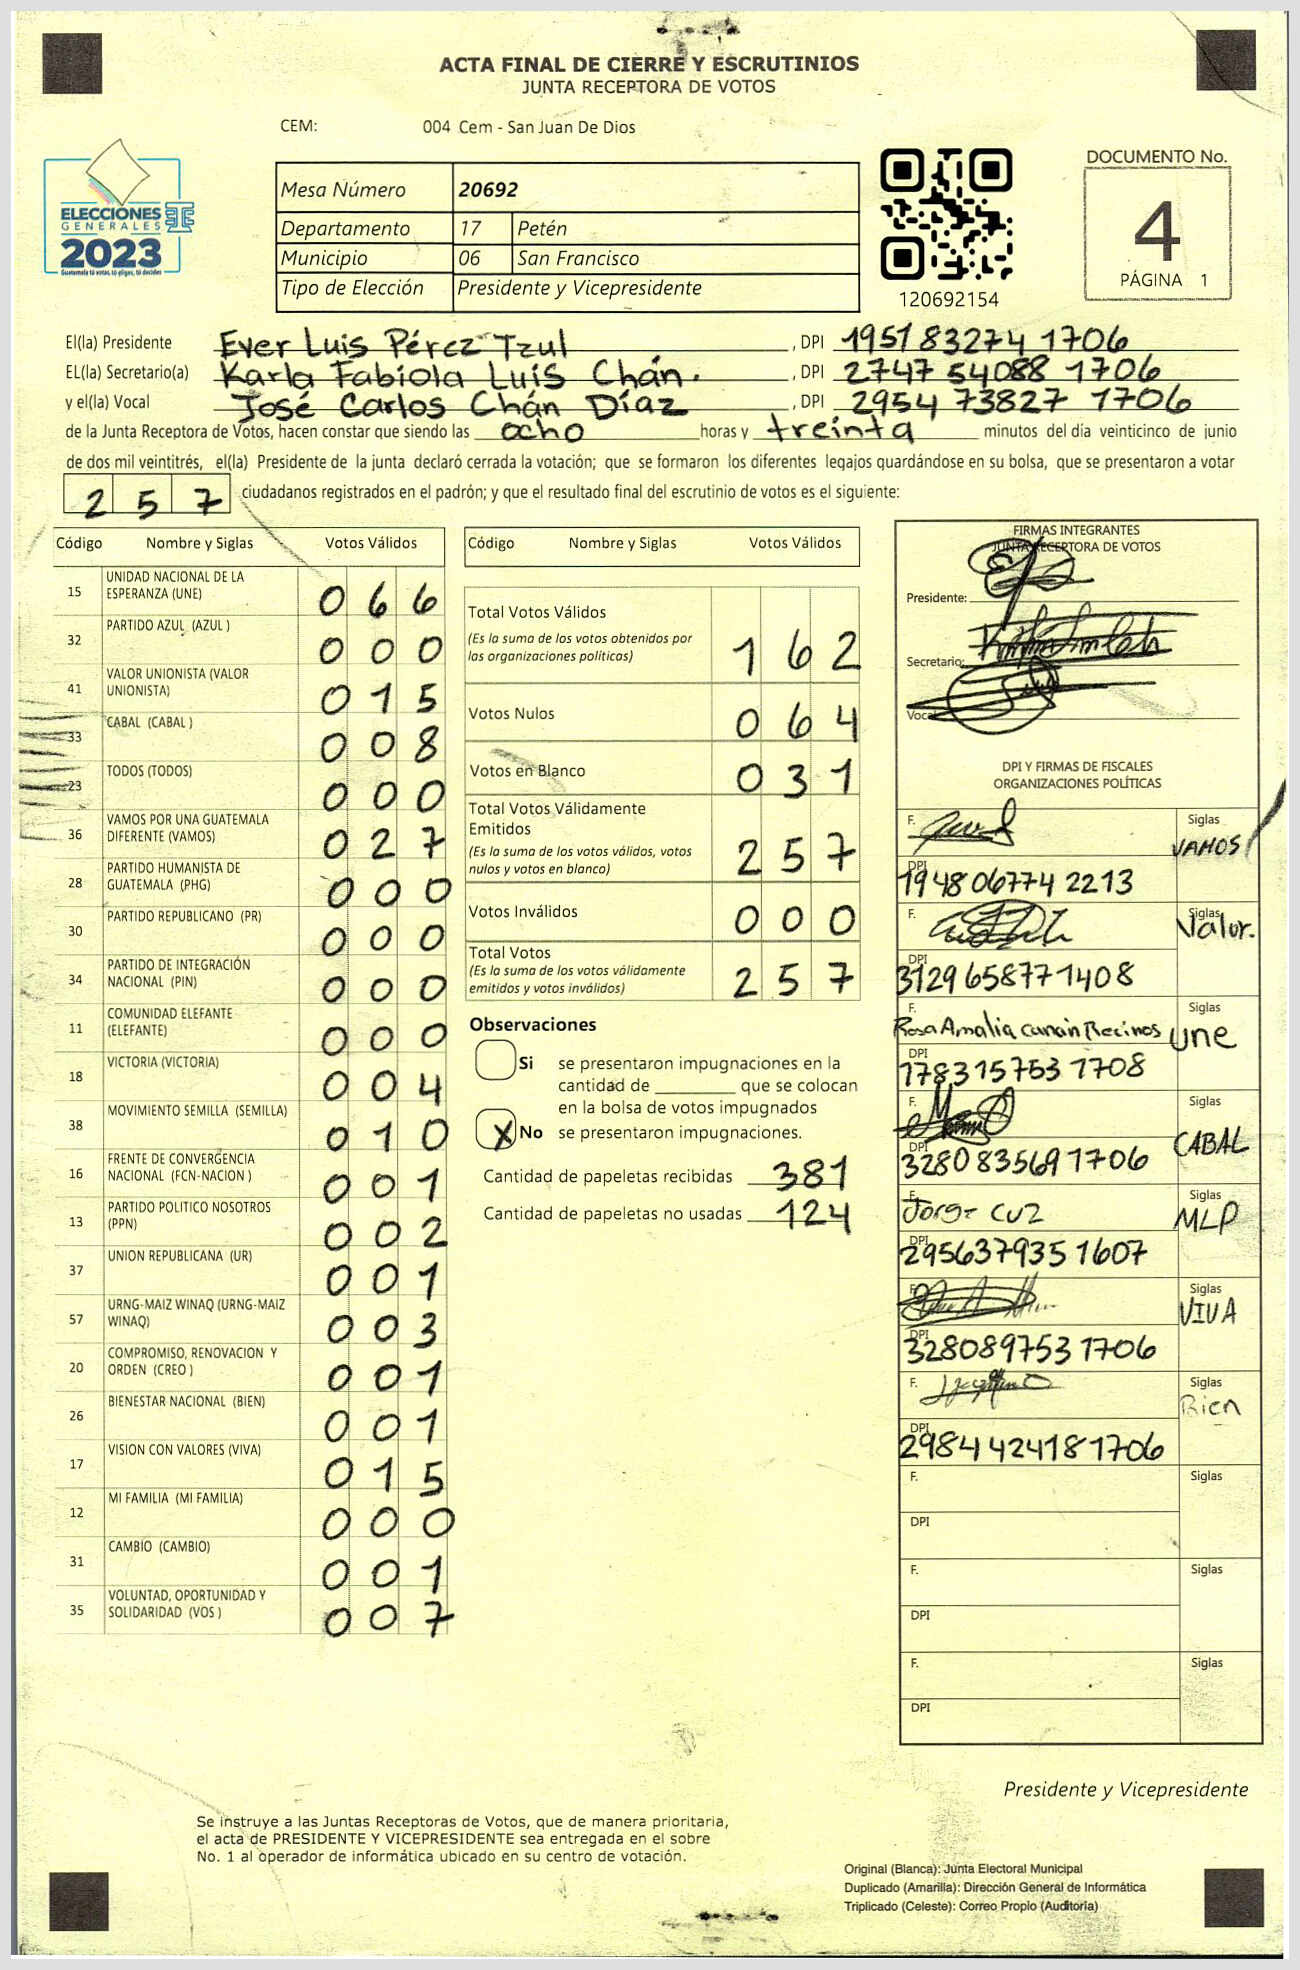 ACTA FINAL DE CIERRE Y ESCRUTINIOS
JUNTA RECEPTORA DE VOTOS
CEM: 004 Cem - San Juan De Dios
ELECCIONES
GENERALES
2023
Guatemala tú votas, tú eliges, tú decides
Mesa Número 20692
Departamento 17 Petén
Municipio 06 San Francisco
Tipo de Elección Presidente y Vicepresidente
120692154
DOCUMENTO No.
4
PÁGINA 1
El(la) Presidente Ever Luis Pérez Tzul , DPI 1951 83274 1706
EL(la) Secretario(a) Karla Fabiola Luis Chán. , DPI 2747 54088 1706
y el(la) Vocal José Carlos Chán Díaz , DPI 2954 73827 1706
de la Junta Receptora de Votos, hacen constar que siendo las ocho horas y treinta minutos del día veinticinco de junio
de dos mil veintitrés, el(la) Presidente de la junta declaró cerrada la votación; que se formaron los diferentes legajos guardándose en su bolsa, que se presentaron a votar
2 5 7 ciudadanos registrados en el padrón; y que el resultado final del escrutinio de votos es el siguiente:
Código Nombre y Siglas Votos Válidos
15 UNIDAD NACIONAL DE LA ESPERANZA (UNE) 0 6 6
32 PARTIDO AZUL (AZUL ) 0 0 0
41 VALOR UNIONISTA (VALOR UNIONISTA) 0 1 5
33 CABAL (CABAL ) 0 0 8
23 TODOS (TODOS) 0 0 0
36 VAMOS POR UNA GUATEMALA DIFERENTE (VAMOS) 0 2 7
28 PARTIDO HUMANISTA DE GUATEMALA (PHG) 0 0 0
30 PARTIDO REPUBLICANO (PR) 0 0 0
34 PARTIDO DE INTEGRACIÓN NACIONAL (PIN) 0 0 0
11 COMUNIDAD ELEFANTE (ELEFANTE) 0 0 0
18 VICTORIA (VICTORIA) 0 0 4
38 MOVIMIENTO SEMILLA (SEMILLA) 0 1 0
16 FRENTE DE CONVERGENCIA NACIONAL (FCN-NACION ) 0 0 1
13 PARTIDO POLITICO NOSOTROS (PPN) 0 0 2
37 UNION REPUBLICANA (UR) 0 0 1
57 URNG-MAIZ WINAQ (URNG-MAIZ WINAQ) 0 0 3
20 COMPROMISO, RENOVACION Y ORDEN (CREO ) 0 0 1
26 BIENESTAR NACIONAL (BIEN) 0 0 1
17 VISION CON VALORES (VIVA) 0 1 5
12 MI FAMILIA (MI FAMILIA) 0 0 0
31 CAMBIO (CAMBIO) 0 0 1
35 VOLUNTAD, OPORTUNIDAD Y SOLIDARIDAD (VOS ) 0 0 7
Código Nombre y Siglas Votos Válidos
Total Votos Válidos
(Es la suma de los votos obtenidos por
las organizaciones políticas) 1 6 2
Votos Nulos 0 6 4
Votos en Blanco 0 3 1
Total Votos Válidamente
Emitidos
(Es la suma de los votos válidos, votos
nulos y votos en blanco) 2 5 7
Votos Inválidos 0 0 0
Total Votos
(Es la suma de los votos válidamente
emitidos y votos inválidos) 2 5 7
Observaciones
Si se presentaron impugnaciones en la
cantidad de ________ que se colocan
en la bolsa de votos impugnados
X No se presentaron impugnaciones.
Cantidad de papeletas recibidas 381
Cantidad de papeletas no usadas 124
FIRMAS INTEGRANTES
JUNTA RECEPTORA DE VOTOS
Presidente:
Secretario:
Vocal
DPI Y FIRMAS DE FISCALES
ORGANIZACIONES POLÍTICAS
F. Siglas VAMOS
DPI 1948 06774 2213
F. Siglas Valor.
DPI 3129 65877 1408
Rosa Amalia Canan Recinos Siglas une
DPI 1783 15753 1708
F. Siglas CABAL
DPI 3280 83569 1706
F. Jorge Cuz Siglas MLP
DPI 2956379351607
F. Siglas VIVA
DPI 3280897531706
F. Siglas Bien
DPI 2984424181706
F. Siglas
DPI
F. Siglas
DPI
F. Siglas
DPI
Presidente y Vicepresidente
Se instruye a las Juntas Receptoras de Votos, que de manera prioritaria,
el acta de PRESIDENTE Y VICEPRESIDENTE sea entregada en el sobre
No. 1 al operador de informática ubicado en su centro de votación.
Original (Blanca): Junta Electoral Municipal
Duplicado (Amarilla): Dirección General de Informática
Triplicado (Celeste): Correo Propio (Auditoría)